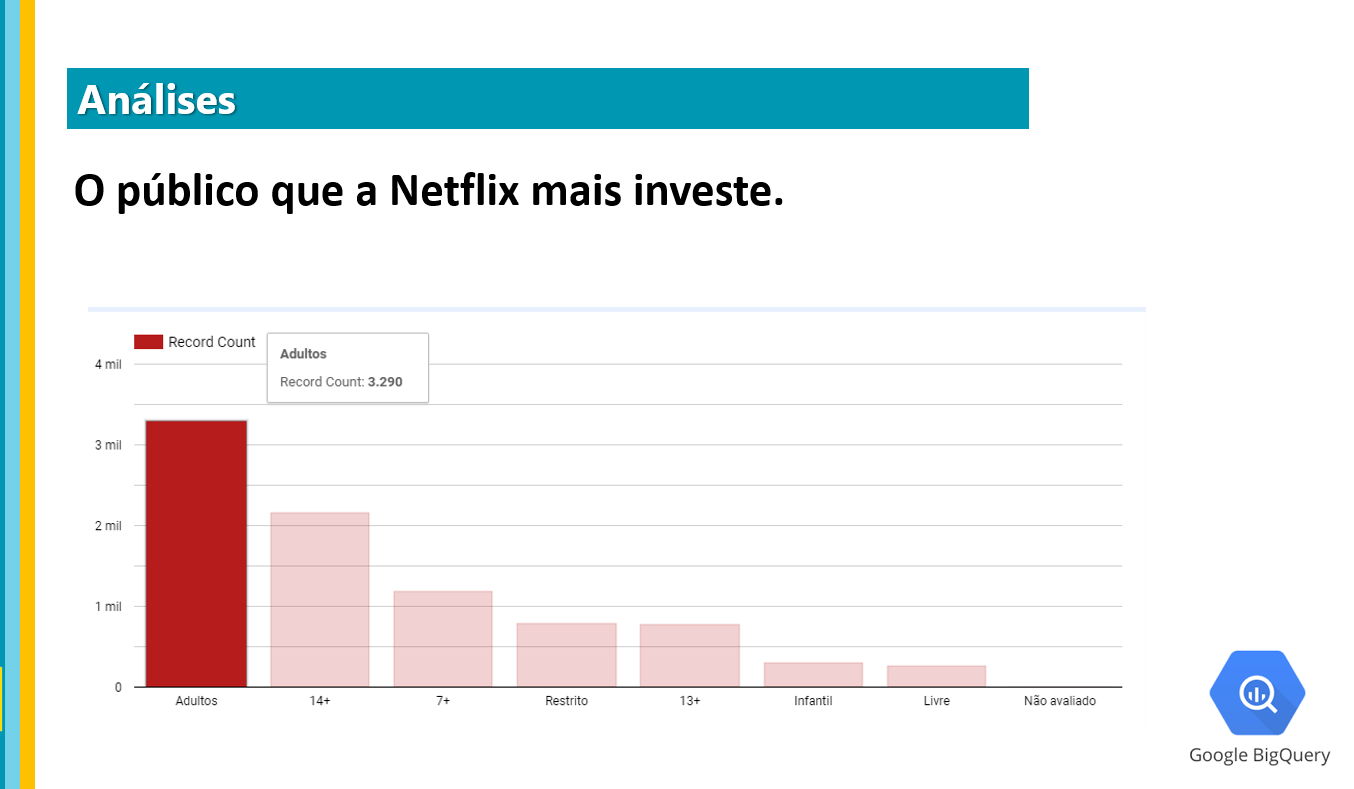 Análises
O público que a Netflix mais investe.
Record Count
Adultos
Record Count: 3.290
4 mil
3 mil
2 mil
1 mil
0
Adultos 14+ 7+ Restrito 13+ Infantil Livre Não avaliado
Google BigQuery